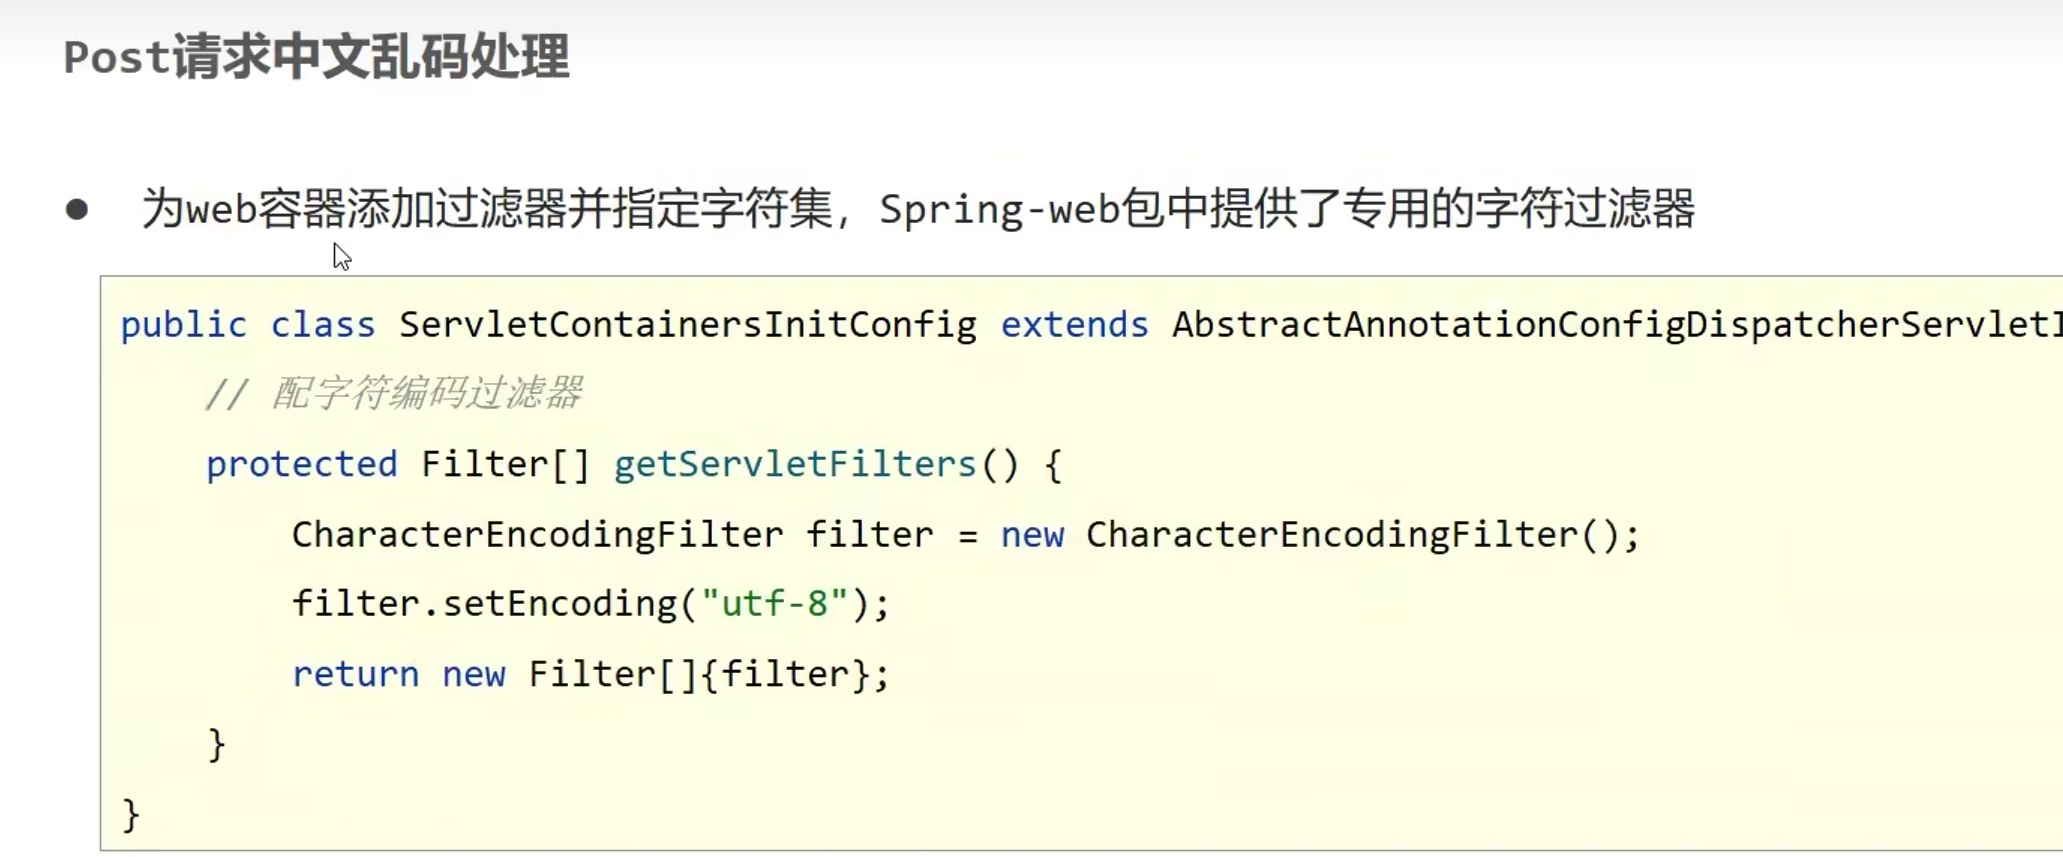 Post请求中文乱码处理
● 为web容器添加过滤器并指定字符集，Spring-web包中提供了专用的字符过滤器
public class ServletContainersInitConfig extends AbstractAnnotationConfigDispatcherServletI
// 配字符编码过滤器
protected Filter[] getServletFilters() {
CharacterEncodingFilter filter = new CharacterEncodingFilter();
filter.setEncoding("utf-8");
return new Filter[]{filter};
}
}